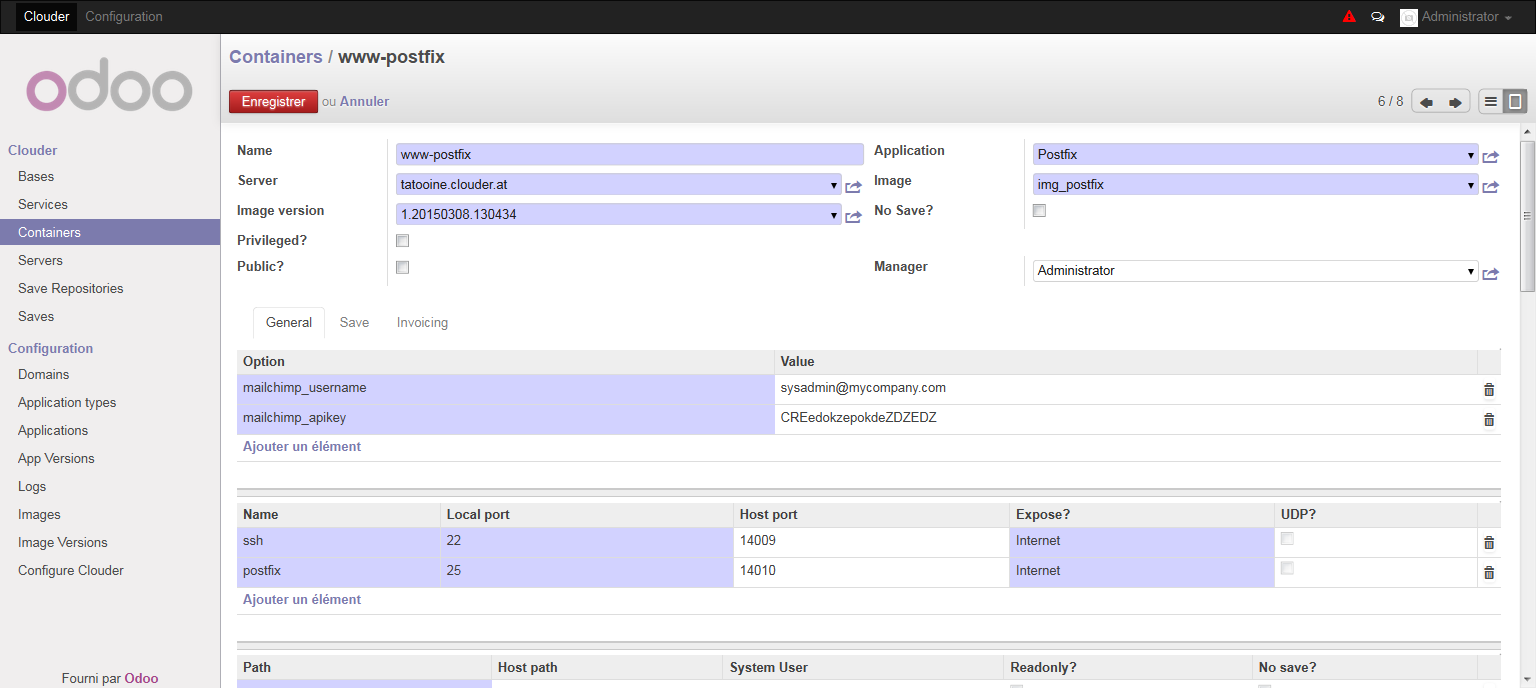 Clouder Configuration Administrator
odoo
Containers / www-postfix
Enregistrer ou Annuler 6 / 8
Clouder
Bases
Services
Containers
Servers
Save Repositories
Saves
Configuration
Domains
Application types
Applications
App Versions
Logs
Images
Image Versions
Configure Clouder
Fourni par Odoo
Name www-postfix Application Postfix
Server tatooine.clouder.at Image img_postfix
Image version 1.20150308.130434 No Save?
Privileged?
Public? Manager Administrator
General Save Invoicing
Option Value
mailchimp_username sysadmin@mycompany.com
mailchimp_apikey CREedokzepokdeZDZEDZ
Ajouter un élément
Name Local port Host port Expose? UDP?
ssh 22 14009 Internet
postfix 25 14010 Internet
Ajouter un élément
Path Host path System User Readonly? No save?